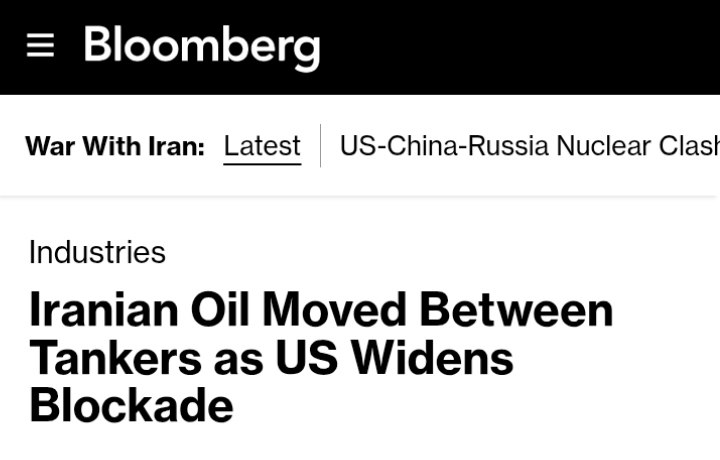 Bloomberg
War With Iran: Latest US-China-Russia Nuclear
Industries
Iranian Oil Moved Between
Tankers as US Widens
Blockade